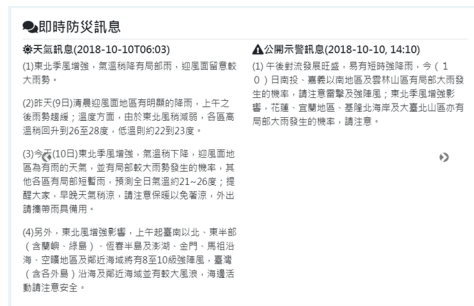 即時防災訊息
天氣訊息(2018-10-10T06:03)
(1)東北季風增強，氣溫稍降有局部雨，迎風面留意較
大雨勢。
(2)昨天(9日)清晨迎風面地區有明顯的降雨，上午之
後雨勢趨緩；溫度方面，由於東北風稍減弱，各區高
溫稍回升到26至28度，低溫則約22到23度。
(3)今天(10日)東北季風增強，氣溫稍下降，迎風面地
區為有雨的天氣，並有局部較大雨勢發生的機率，其
他各區有局部短暫雨，預測全日氣溫約21~26度；提
醒大家，早晚天氣稍涼，請注意保暖以免著涼，外出
請攜帶雨具備用。
(4)另外，東北風增強影響，上午起臺南以北、東半部
（含蘭嶼、綠島）、恆春半島及澎湖、金門、馬祖沿
海、空曠地區及鄰近海域將有8至10級強陣風，臺灣
（含各外島）沿海及鄰近海域並有較大風浪，海邊活
動請注意安全。
公開示警訊息(2018-10-10, 14:10)
(1) 午後對流發展旺盛，易有短時強降雨，今（１
０）日南投、嘉義以南地區及雲林山區有局部大雨發
生的機率，請注意雷擊及強陣風；東北季風增強影
響，花蓮、宜蘭地區、基隆北海岸及大臺北山區亦有
局部大雨發生的機率，請注意。